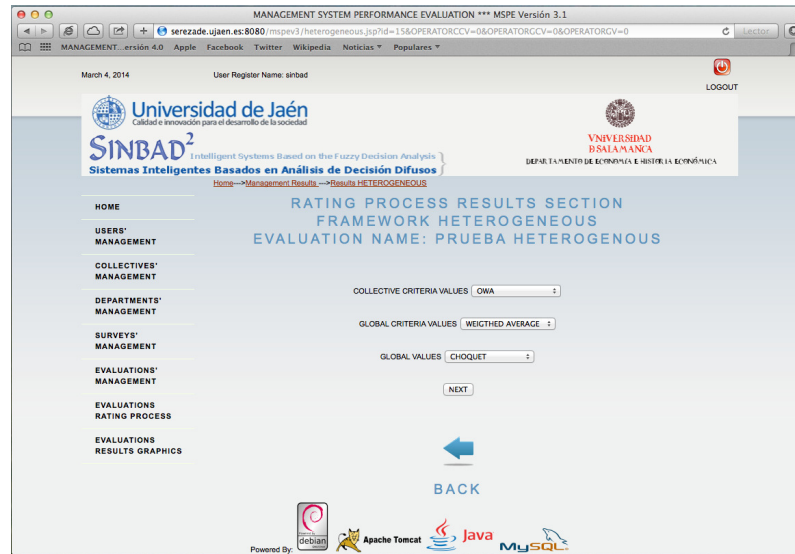 MANAGEMENT SYSTEM PERFORMANCE EVALUATION *** MSPE Versión 3.1
serezade.ujaen.es:8080/mspev3/heterogeneous.jsp?id=15&OPERATORCCV=0&OPERATORGCV=0&OPERATORGV=0
Lector
MANAGEMENT...ersión 4.0 Apple Facebook Twitter Wikipedia Noticias Populares
March 4, 2014 User Register Name: sinbad
LOGOUT
Universidad de Jaén
Calidad e innovación para el desarrollo de la sociedad
SINBAD2
Intelligent Systems Based on the Fuzzy Decision Analysis
Sistemas Inteligentes Basados en Análisis de Decisión Difusos
VNiVERSiDAD
DSALAMANCA
DEPARTAMENTO DE ECONOMÍA E HISTORIA ECONÓMICA
Home--->Management Results --->Results HETEROGENEOUS
HOME
USERS'
MANAGEMENT
COLLECTIVES'
MANAGEMENT
DEPARTMENTS'
MANAGEMENT
SURVEYS'
MANAGEMENT
EVALUATIONS'
MANAGEMENT
EVALUATIONS
RATING PROCESS
EVALUATIONS
RESULTS GRAPHICS
RATING PROCESS RESULTS SECTION
FRAMEWORK HETEROGENEOUS
EVALUATION NAME: PRUEBA HETEROGENOUS
COLLECTIVE CRITERIA VALUES OWA
GLOBAL CRITERIA VALUES WEIGTHED AVERAGE
GLOBAL VALUES CHOQUET
NEXT
BACK
Powered By:
debian
Apache Tomcat
Java
MySQL